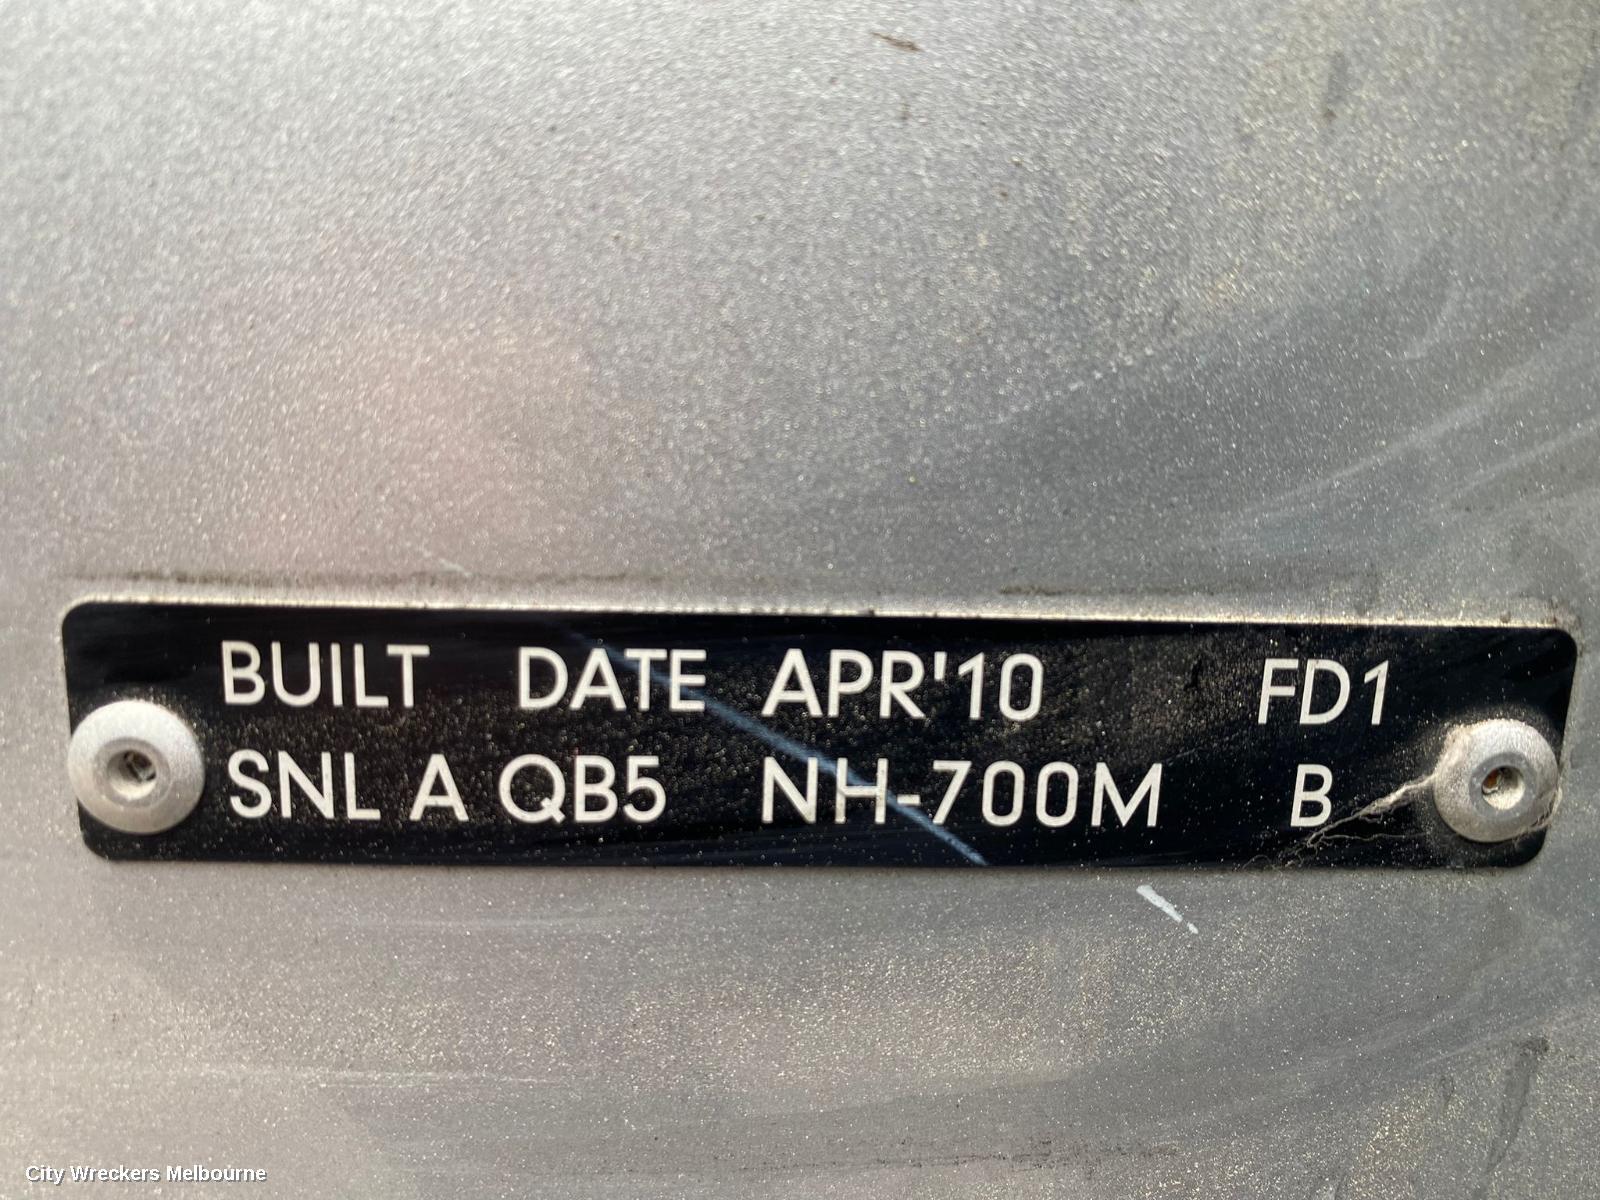 BUILT DATE APR'10 FD1
SNL A QB5 NH-700M B
City Wreckers Melbourne